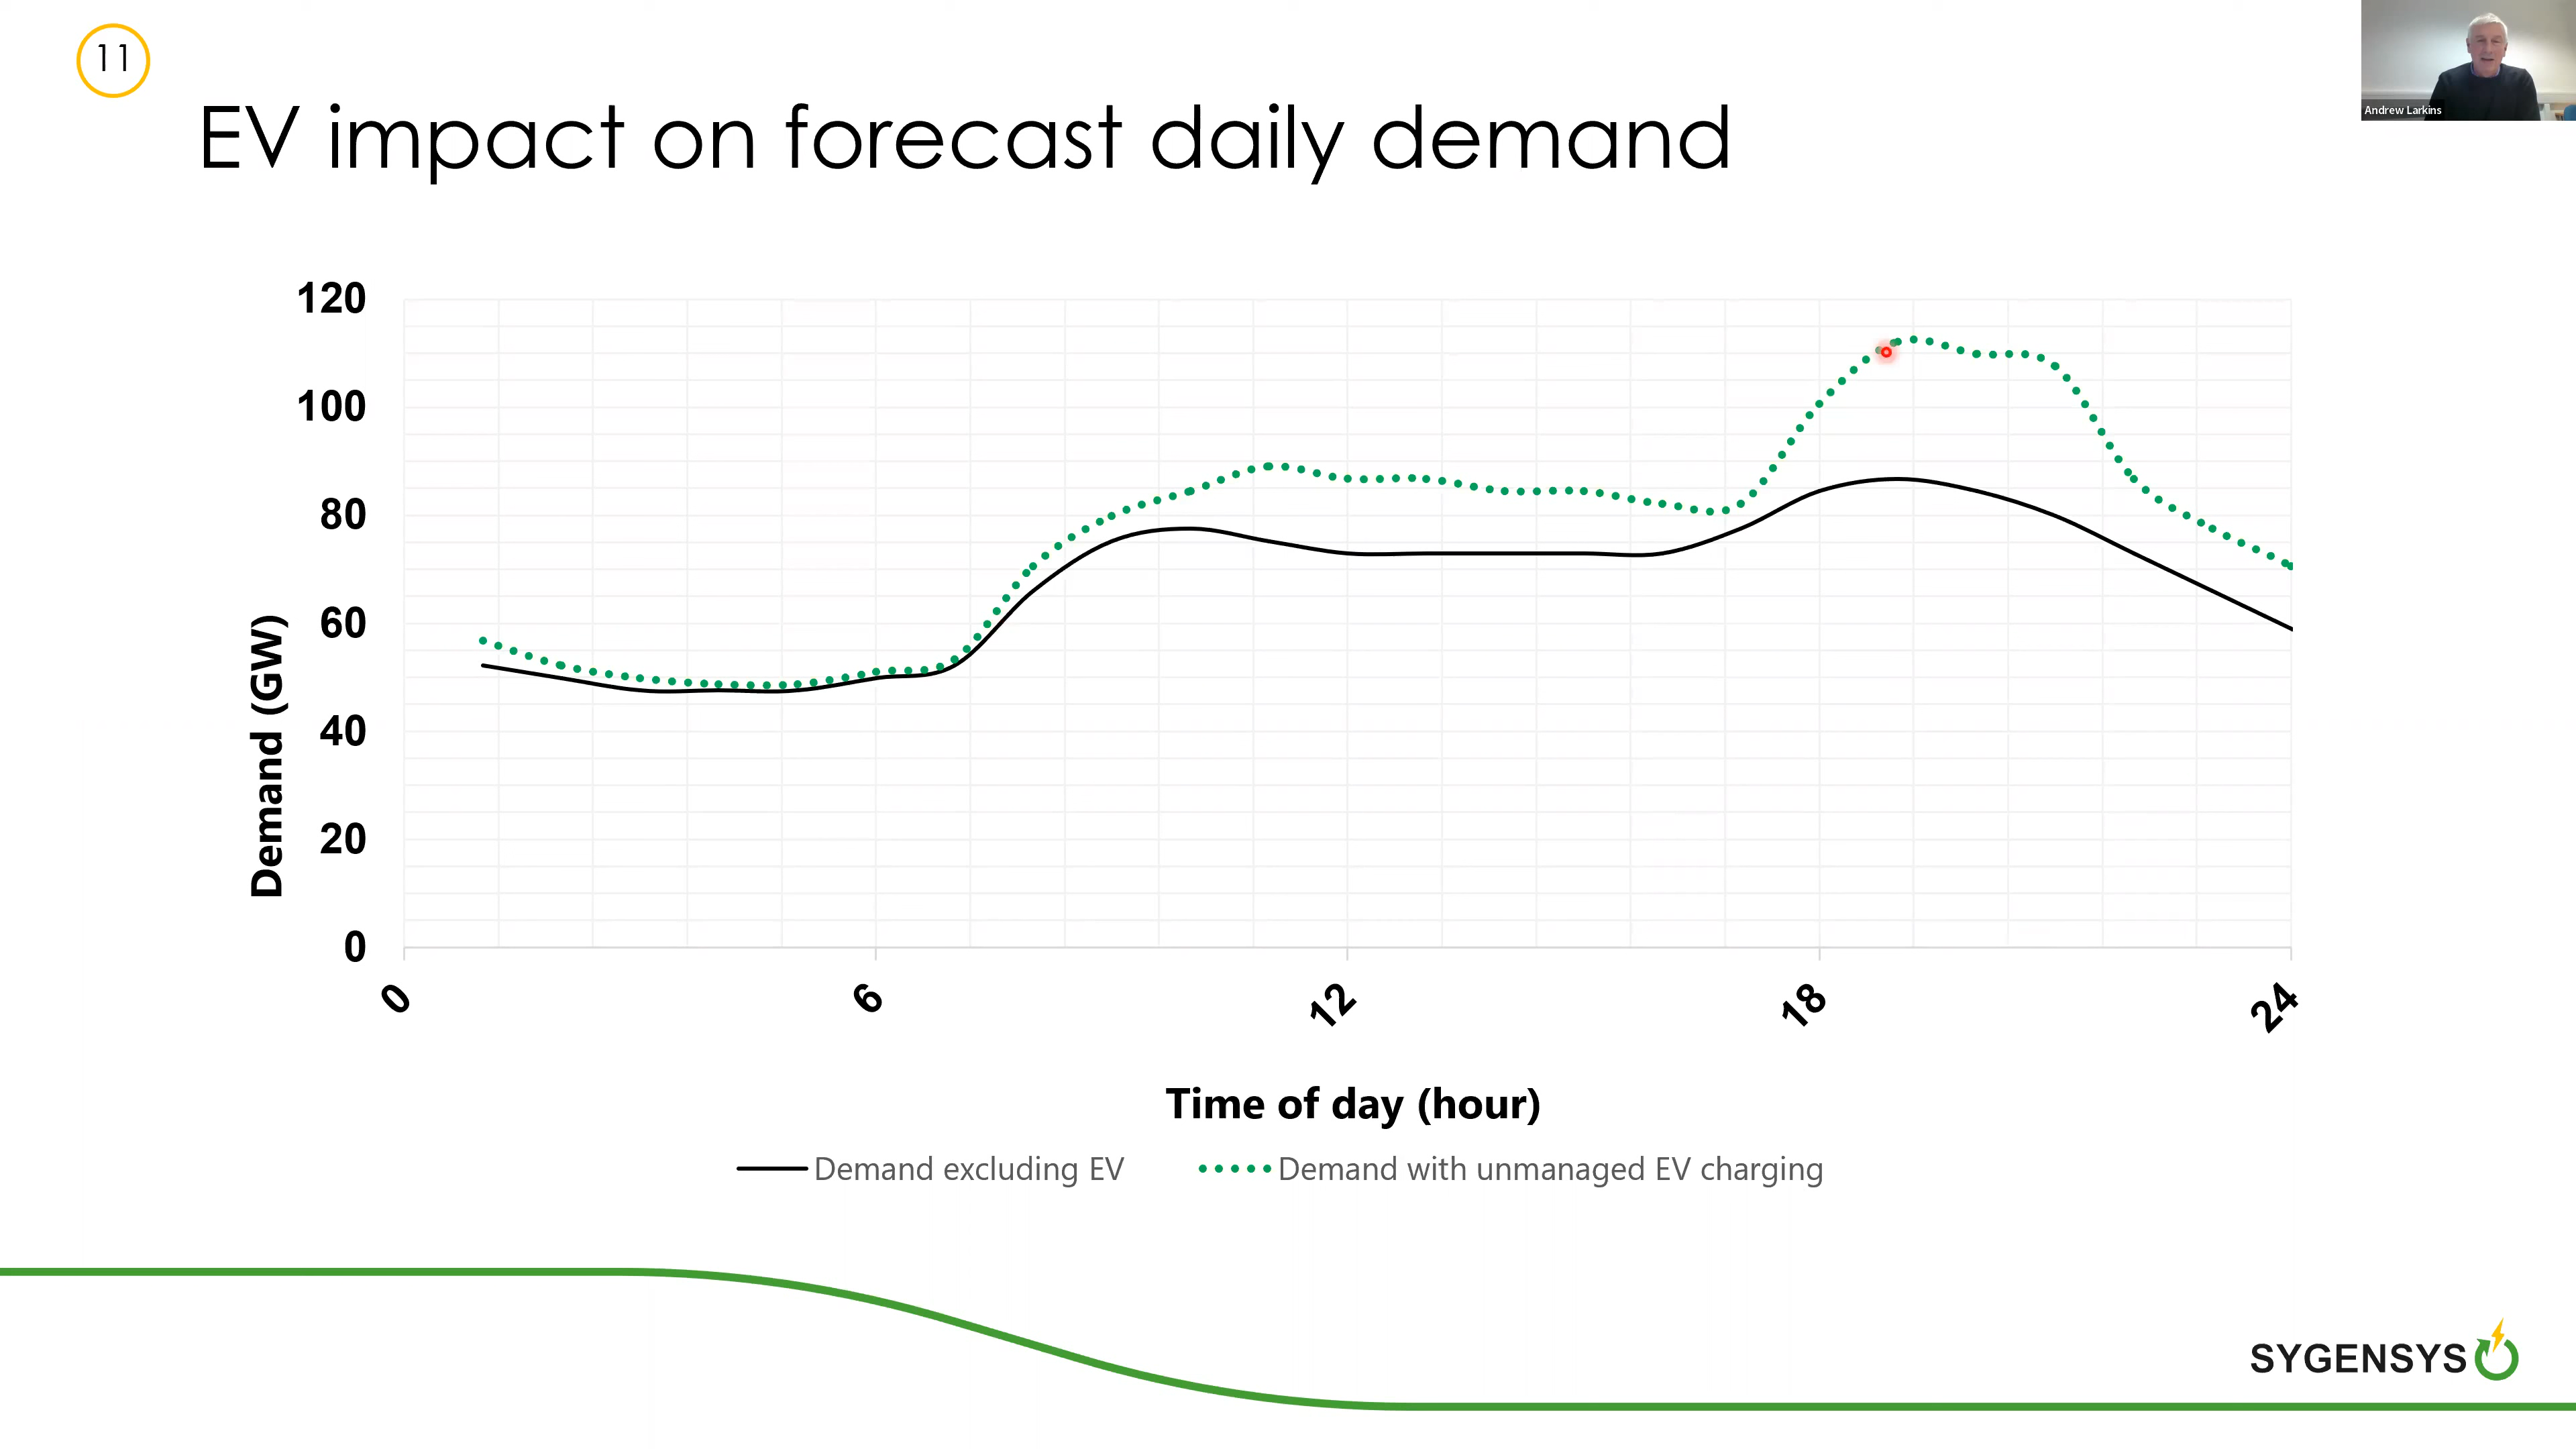 11
Andrew Larkins
EV impact on forecast daily demand
120
100
80
60
40
20
0
Demand (GW)
0
6
12
18
24
Time of day (hour)
Demand excluding EV
Demand with unmanaged EV charging
SYGENSYS